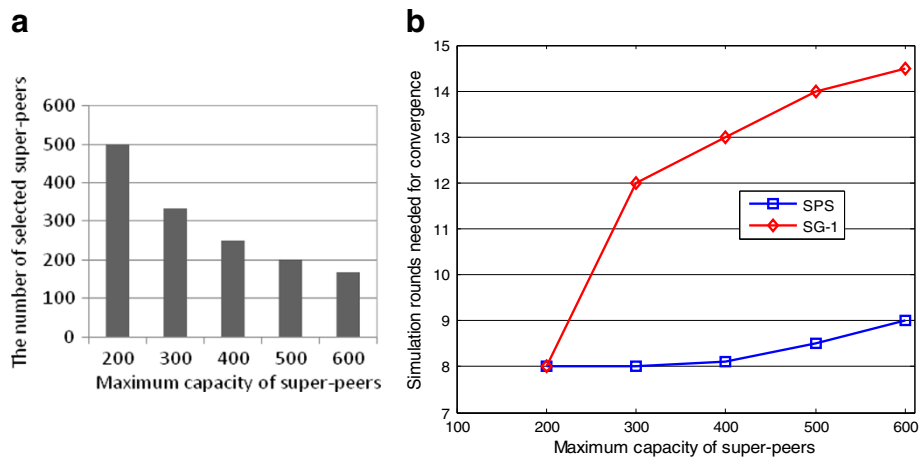 a
The number of selected super-peers
600
500
400
300
200
100
0
200 300 400 500 600
Maximum capacity of super-peers
b
Simulation rounds needed for convergence
15
14
13
12
11
10
9
8
7
SPS
SG-1
100 200 300 400 500 600
Maximum capacity of super-peers